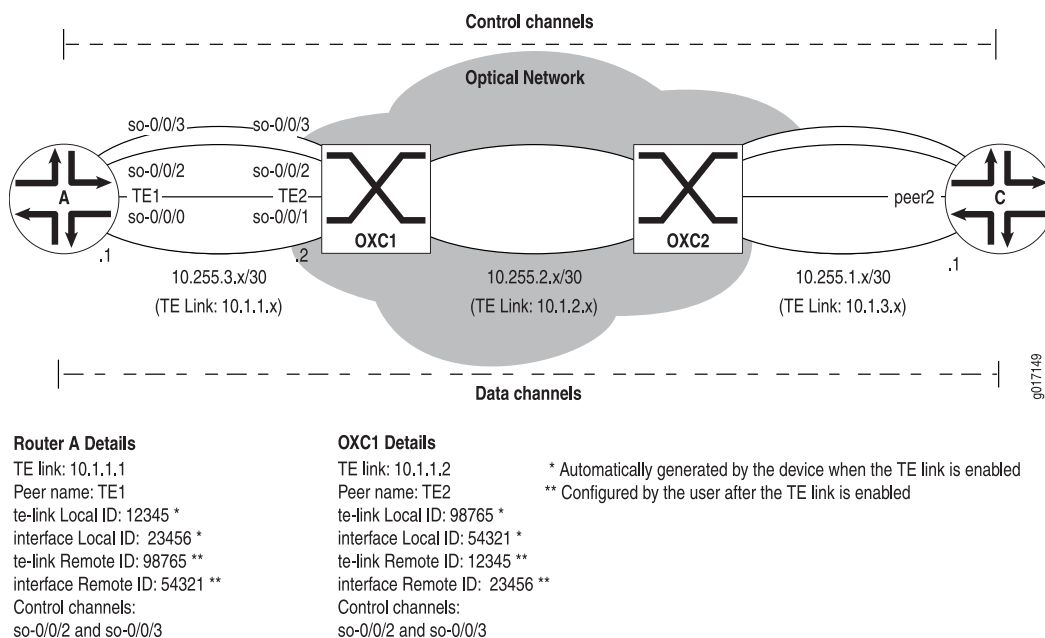 Control channels
Optical Network
so-0/0/3 so-0/0/3
so-0/0/2 so-0/0/2
A TE1 TE2 peer2 C
so-0/0/0 so-0/0/1
OXC1 OXC2
.1 .2 .1
10.255.3.x/30 10.255.2.x/30 10.255.1.x/30
(TE Link: 10.1.1.x) (TE Link: 10.1.2.x) (TE Link: 10.1.3.x)
Data channels
g017149
Router A Details
TE link: 10.1.1.1
Peer name: TE1
te-link Local ID: 12345 *
interface Local ID: 23456 *
te-link Remote ID: 98765 **
interface Remote ID: 54321 **
Control channels:
so-0/0/2 and so-0/0/3
OXC1 Details
TE link: 10.1.1.2
Peer name: TE2
te-link Local ID: 98765 *
interface Local ID: 54321 *
te-link Remote ID: 12345 **
interface Remote ID: 23456 **
Control channels:
so-0/0/2 and so-0/0/3
* Automatically generated by the device when the TE link is enabled
** Configured by the user after the TE link is enabled